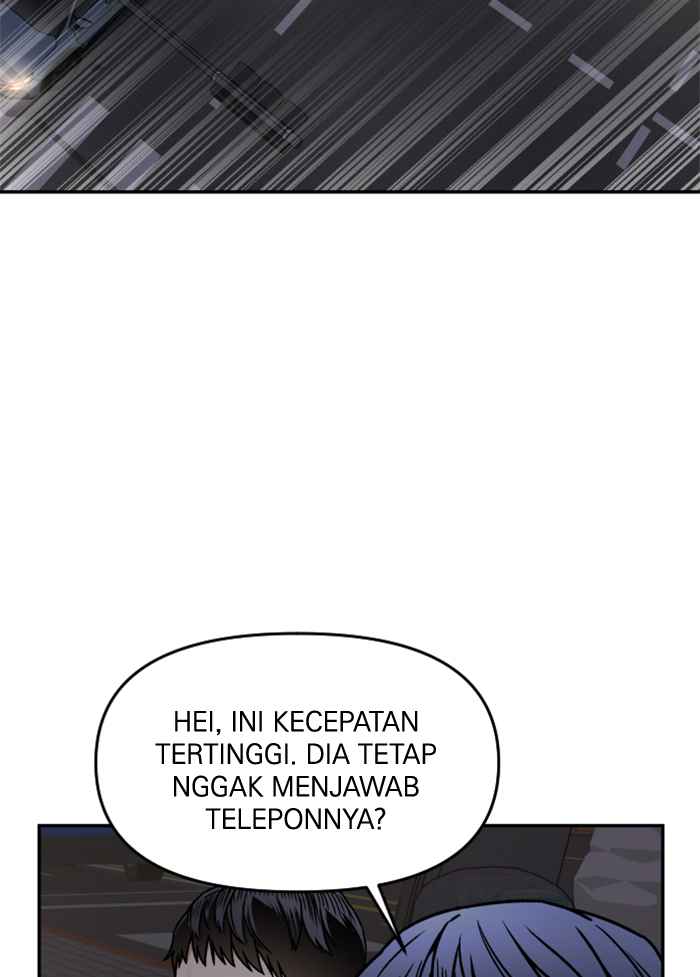 HEI, INI KECEPATAN
TERTINGGI. DIA TETAP
NGGAK MENJAWAB
TELEPONNYA?